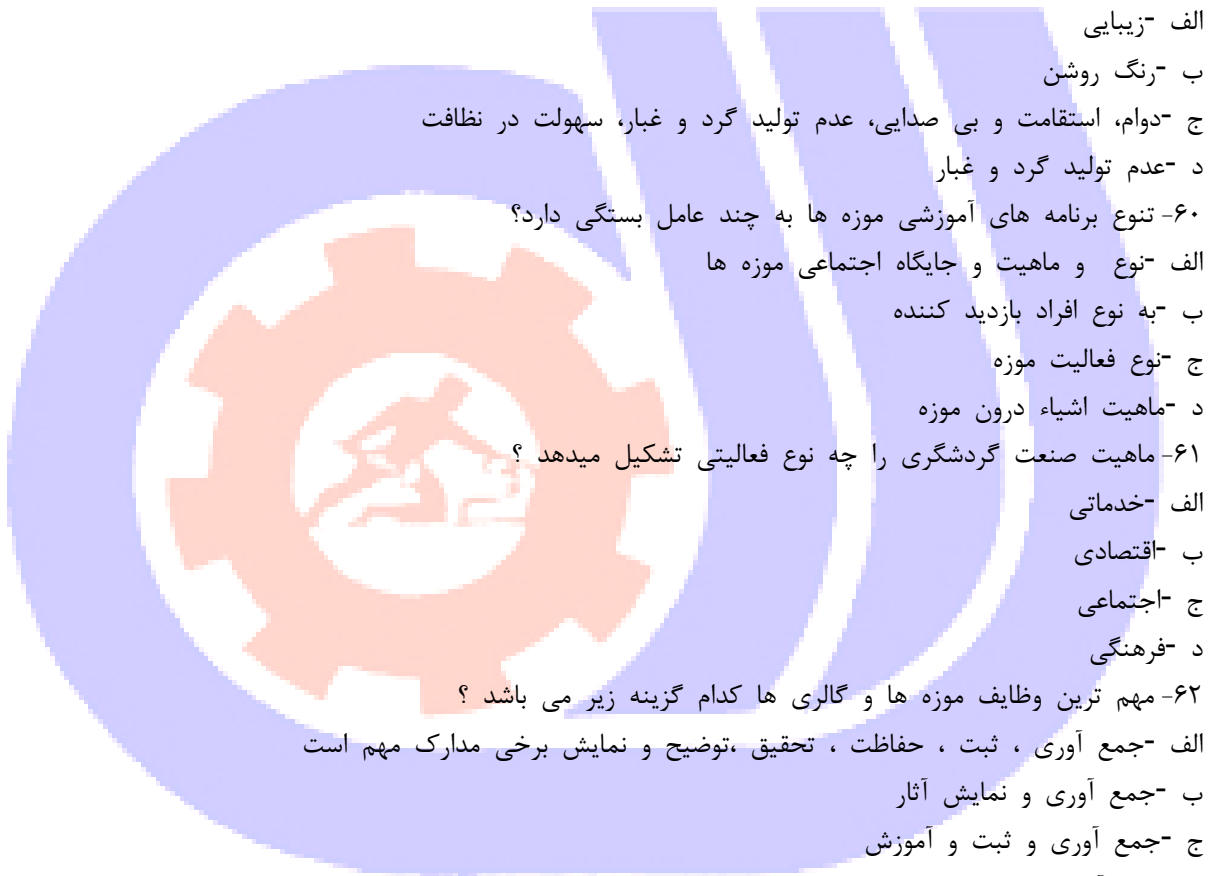 الف -زیبایی
ب -رنگ روشن
ج -دوام، استقامت و بی صدایی، عدم تولید گرد و غبار، سهولت در نظافت
د -عدم تولید گرد و غبار
۶۰- تنوع برنامه های آموزشی موزه ها به چند عامل بستگی دارد؟
الف -نوع و ماهیت و جایگاه اجتماعی موزه ها
ب -به نوع افراد بازدید کننده
ج -نوع فعالیت موزه
د -ماهیت اشیاء درون موزه
۶۱- ماهیت صنعت گردشگری را چه نوع فعالیتی تشکیل میدهد ؟
الف -خدماتی
ب -اقتصادی
ج -اجتماعی
د -فرهنگی
۶۲- مهم ترین وظایف موزه ها و گالری ها کدام گزینه زیر می باشد ؟
الف -جمع آوری ، ثبت ، حفاظت ، تحقیق ،توضیح و نمایش برخی مدارک مهم است
ب -جمع آوری و نمایش آثار
ج -جمع آوری و ثبت و آموزش